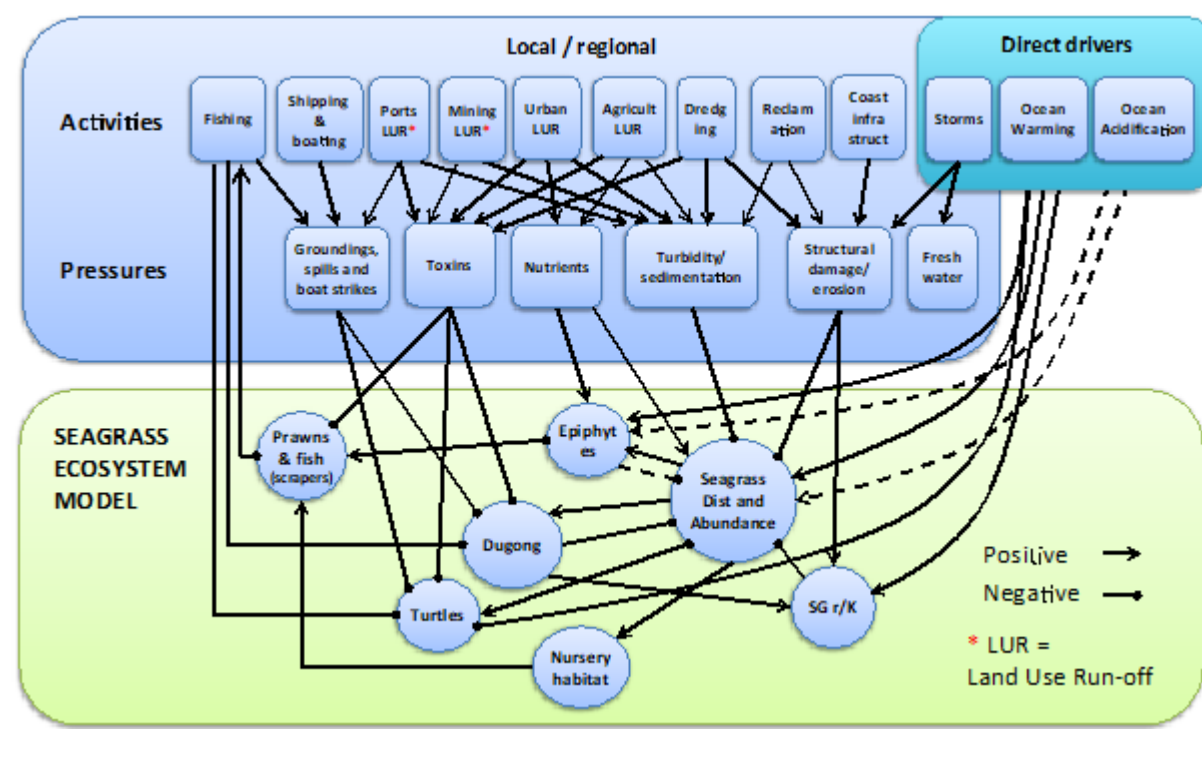 Local / regional
Direct drivers
Activities
Fishing
Shipping
&
boating
Ports
LUR*
Mining
LUR*
Urban
LUR
Agricult
LUR
Dredg
ing
Reclam
ation
Coast
infra
struct
Storms
Ocean
Warming
Ocean
Acidification
Pressures
Groundings,
spills and
boat strikes
Toxins
Nutrients
Turbidity/
sedimentation
Structural
damage/
erosion
Fresh
water
SEAGRASS
ECOSYSTEM
MODEL
Prawns
& fish
(scrapers)
Epiphyt
es
Seagrass
Dist and
Abundance
Dugong
Turtles
SG r/K
Nursery
habitat
Positive
Negative
* LUR =
Land Use Run-off